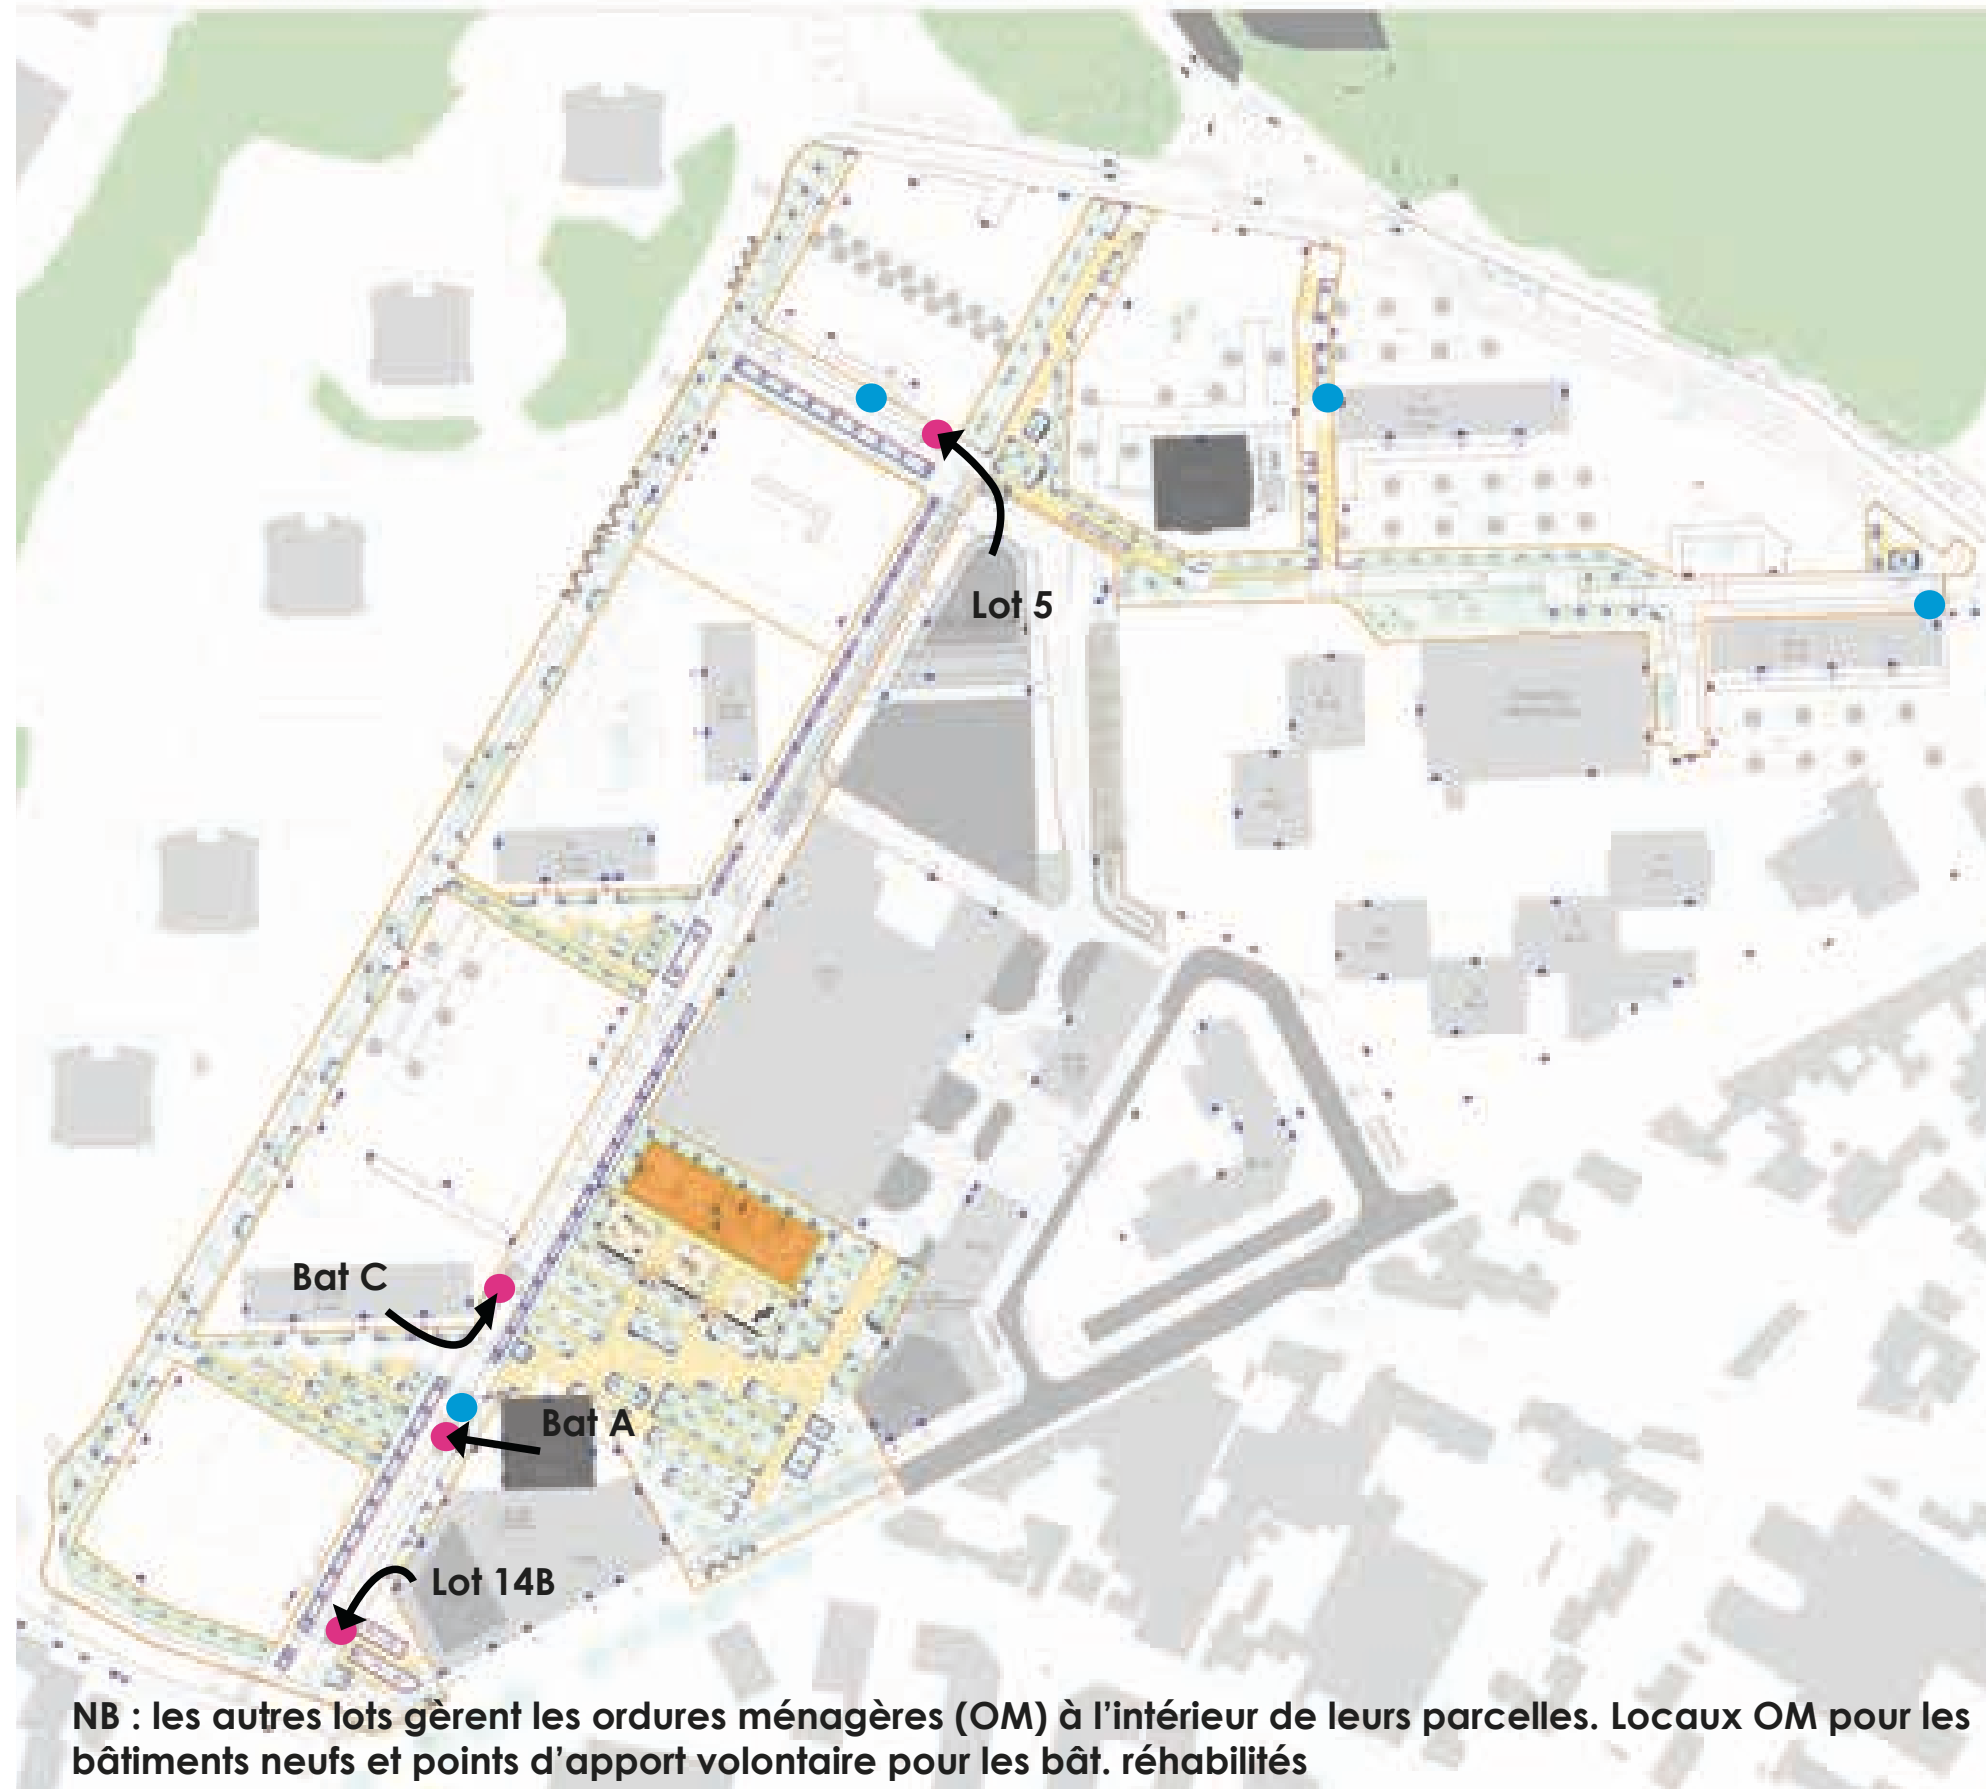 Lot 5
Bat C
Bat A
Lot 14B
NB : les autres lots gèrent les ordures ménagères (OM) à l’intérieur de leurs parcelles. Locaux OM pour les
bâtiments neufs et points d’apport volontaire pour les bât. réhabilités